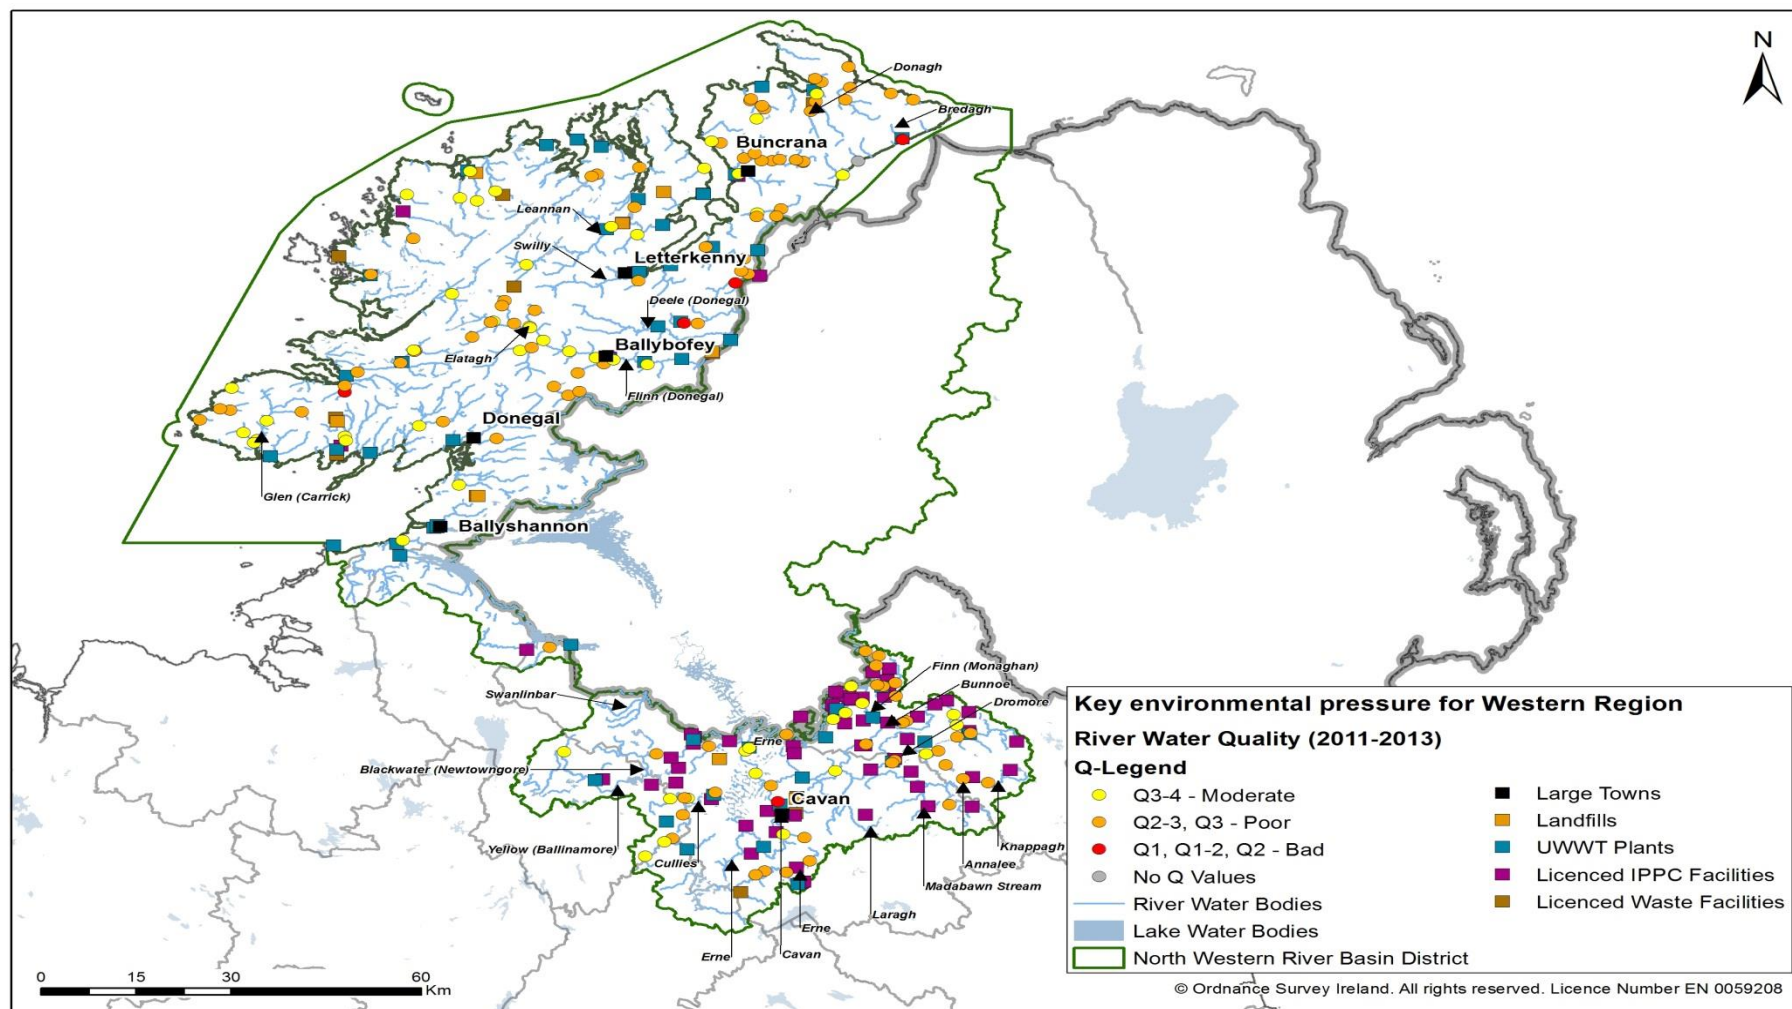 N
Donagh
Bredagh
Buncrana
Leannan
Swilly
Letterkenny
Deele (Donegal)
Ballybofey
Elatagh
Flinn (Donegal)
Donegal
Glen (Carrick)
Ballyshannon
Finn (Monaghan)
Bunnoe
Dromore
Swanlinbar
Erne
Blackwater (Newtowngore)
Cavan
Yellow (Ballinamore)
Cullies
Knappagh
Annalee
Madabawn Stream
Laragh
Erne
Erne
Cavan
Key environmental pressure for Western Region
River Water Quality (2011-2013)
Q-Legend
Q3-4 - Moderate
Q2-3, Q3 - Poor
Q1, Q1-2, Q2 - Bad
No Q Values
River Water Bodies
Lake Water Bodies
North Western River Basin District
Large Towns
Landfills
UWWT Plants
Licenced IPPC Facilities
Licenced Waste Facilities
0 15 30 60
Km
© Ordnance Survey Ireland. All rights reserved. Licence Number EN 0059208